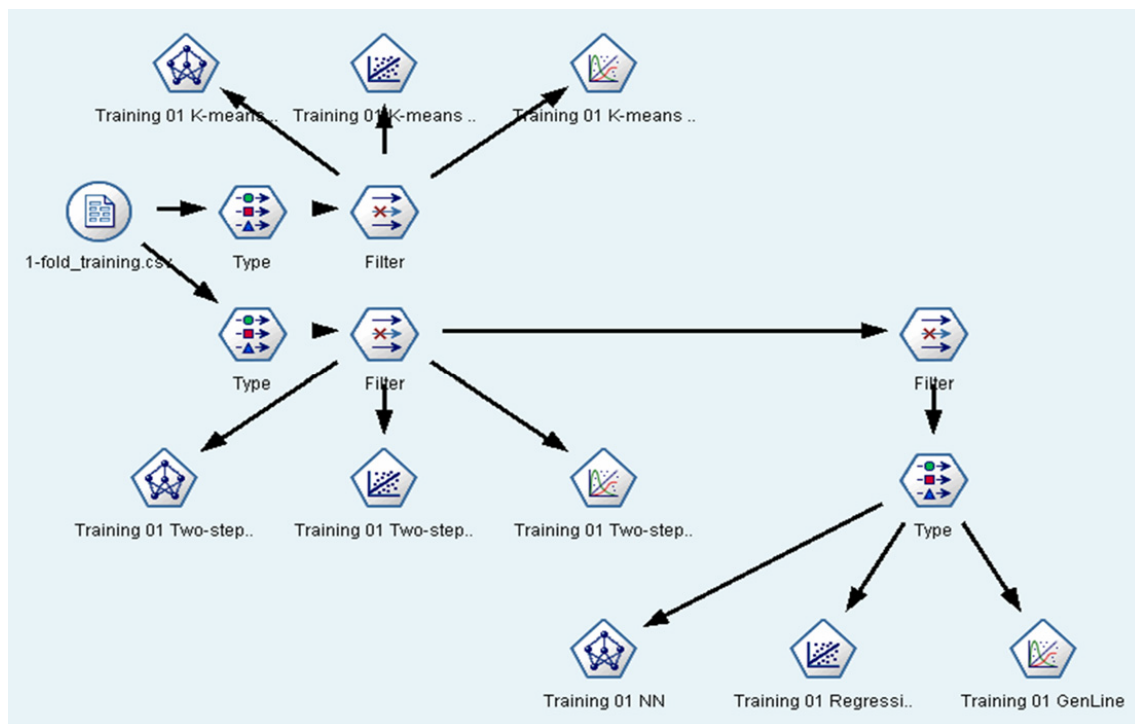 Training 01 K-means ..
Training 01 K-means ..
Training 01 K-means ..
1-fold_training.csv
Type
Filter
Type
Filter
Filter
Training 01 Two-step..
Training 01 Two-step..
Training 01 Two-step..
Type
Training 01 NN
Training 01 Regressi..
Training 01 GenLine